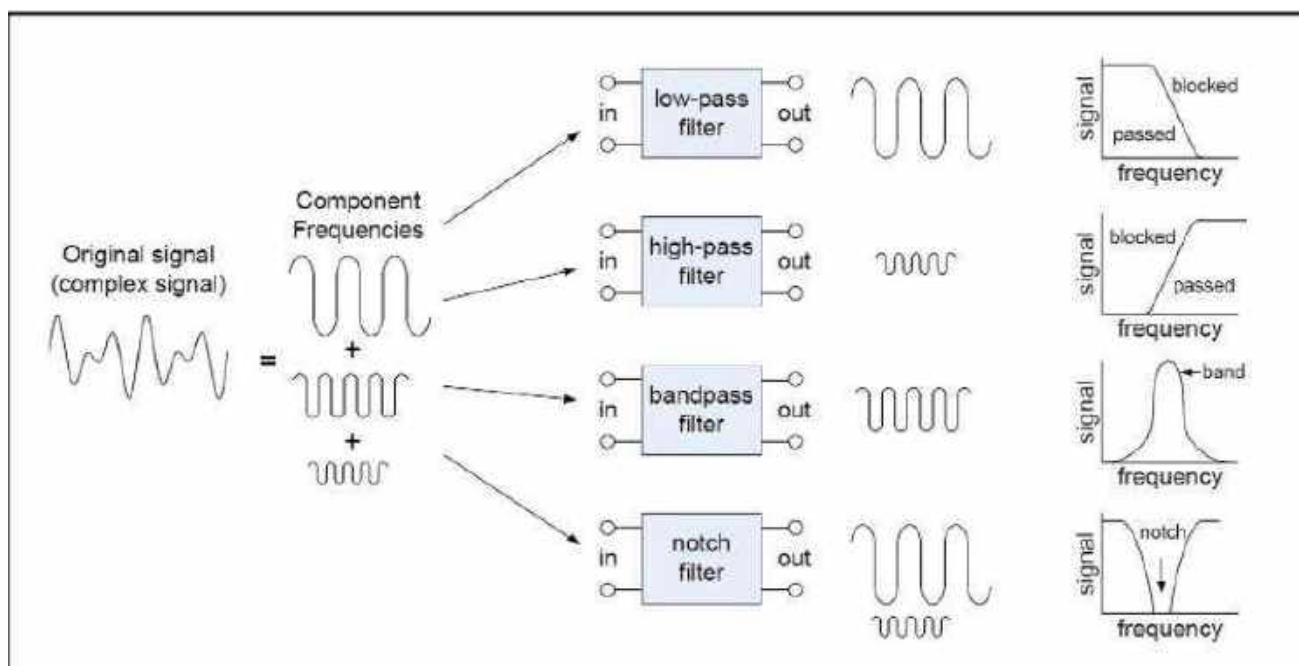 Original signal
(complex signal)
=
Component
Frequencies
+
+
in
low-pass
filter
out
signal
blocked
passed
frequency
in
high-pass
filter
out
signal
blocked
passed
frequency
in
bandpass
filter
out
signal
band
frequency
in
notch
filter
out
signal
notch
frequency